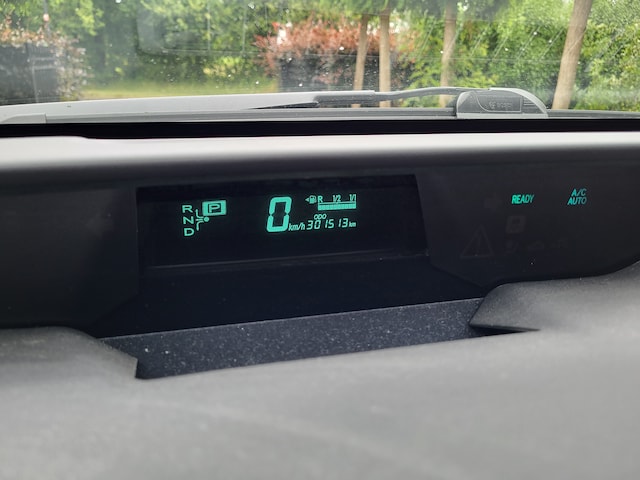 R P
N
D
0 km/h
R 1/2 1/1
ODO
301513 km
READY
A/C
AUTO